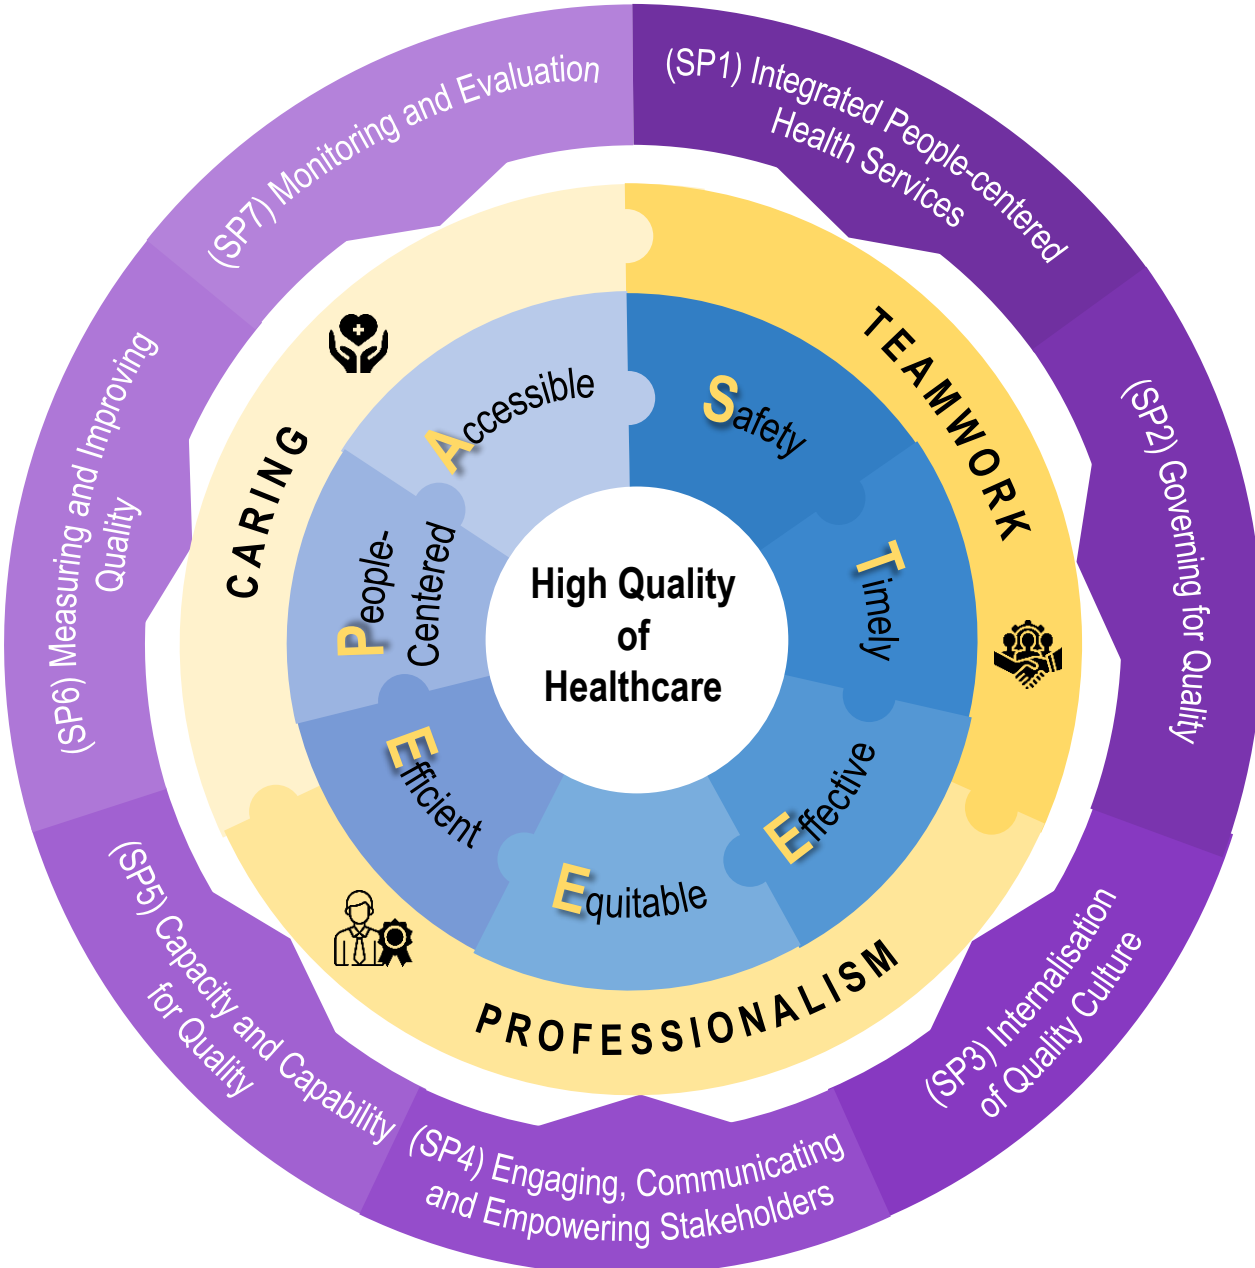 (SP1) Integrated People-centered
Health Services
(SP2) Governing for Quality
(SP3) Internalisation
of Quality Culture
(SP4) Engaging, Communicating
and Empowering Stakeholders
(SP5) Capacity and Capability
for Quality
(SP6) Measuring and Improving
Quality
(SP7) Monitoring and Evaluation
TEAMWORK
PROFESSIONALISM
CARING
Safety
Timely
Effective
Equitable
Efficient
People-
Centered
Accessible
High Quality
of
Healthcare